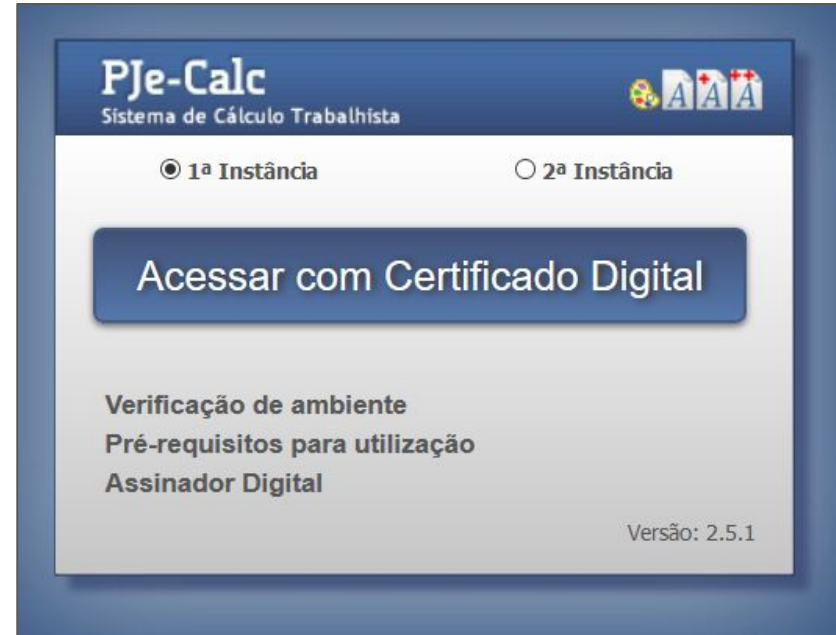 PJe-Calc
Sistema de Cálculo Trabalhista
A A A
1ª Instância 2ª Instância
Acessar com Certificado Digital
Verificação de ambiente
Pré-requisitos para utilização
Assinador Digital
Versão: 2.5.1